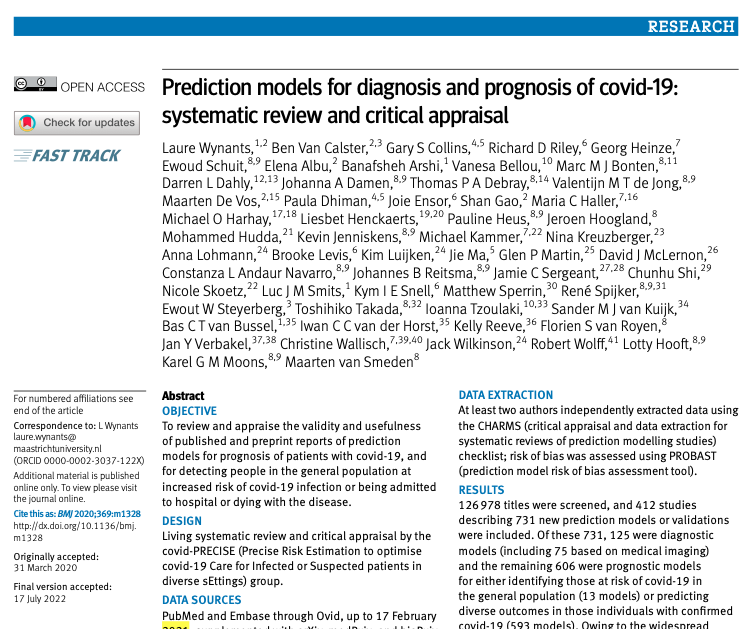 RESEARCH
OPEN ACCESS
Check for updates
FAST TRACK
Prediction models for diagnosis and prognosis of covid-19:
systematic review and critical appraisal
Laure Wynants,1,2 Ben Van Calster,2,3 Gary S Collins,4,5 Richard D Riley,6 Georg Heinze,7
Ewoud Schuit,8,9 Elena Albu,2 Banafsheh Arshi,1 Vanesa Bellou,10 Marc M J Bonten,8,11
Darren L Dahly,12,13 Johanna A Damen,8,9 Thomas P A Debray,8,14 Valentijn M T de Jong,8,9
Maarten De Vos,2,15 Paula Dhiman,4,5 Joie Ensor,6 Shan Gao,2 Maria C Haller,7,16
Michael O Harhay,17,18 Liesbet Henckaerts,19,20 Pauline Heus,8,9 Jeroen Hoogland,8
Mohammed Hudda,21 Kevin Jenniskens,8,9 Michael Kammer,7,22 Nina Kreuzberger,23
Anna Lohmann,24 Brooke Levis,6 Kim Luijken,24 Jie Ma,5 Glen P Martin,25 David J McLernon,26
Constanza L Andaur Navarro,8,9 Johannes B Reitsma,8,9 Jamie C Sergeant,27,28 Chunhu Shi,29
Nicole Skoetz,22 Luc J M Smits,1 Kym I E Snell,6 Matthew Sperrin,30 René Spijker,8,9,31
Ewout W Steyerberg,3 Toshihiko Takada,8,32 Ioanna Tzoulaki,10,33 Sander M J van Kuijk,34
Bas C T van Bussel,1,35 Iwan C C van der Horst,35 Kelly Reeve,36 Florien S van Royen,8
Jan Y Verbakel,37,38 Christine Wallisch,7,39,40 Jack Wilkinson,24 Robert Wolff,41 Lotty Hooft,8,9
Karel G M Moons,8,9 Maarten van Smeden8
For numbered affiliations see
end of the article
Correspondence to: L Wynants
laure.wynants@
maastrichtuniversity.nl
(ORCID 0000-0002-3037-122X)
Additional material is published
online only. To view please visit
the journal online.
Cite this as: BMJ 2020;369:m1328
http://dx.doi.org/10.1136/bmj.
m1328
Originally accepted:
31 March 2020
Final version accepted:
17 July 2022
Abstract
OBJECTIVE
To review and appraise the validity and usefulness
of published and preprint reports of prediction
models for prognosis of patients with covid-19, and
for detecting people in the general population at
increased risk of covid-19 infection or being admitted
to hospital or dying with the disease.
DESIGN
Living systematic review and critical appraisal by the
covid-PRECISE (Precise Risk Estimation to optimise
covid-19 Care for Infected or Suspected patients in
diverse sEttings) group.
DATA SOURCES
PubMed and Embase through Ovid, up to 17 February
DATA EXTRACTION
At least two authors independently extracted data using
the CHARMS (critical appraisal and data extraction for
systematic reviews of prediction modelling studies)
checklist; risk of bias was assessed using PROBAST
(prediction model risk of bias assessment tool).
RESULTS
126 978 titles were screened, and 412 studies
describing 731 new prediction models or validations
were included. Of these 731, 125 were diagnostic
models (including 75 based on medical imaging)
and the remaining 606 were prognostic models
for either identifying those at risk of covid-19 in
the general population (13 models) or predicting
diverse outcomes in those individuals with confirmed
covid-19 (593 models). Owing to the widespread